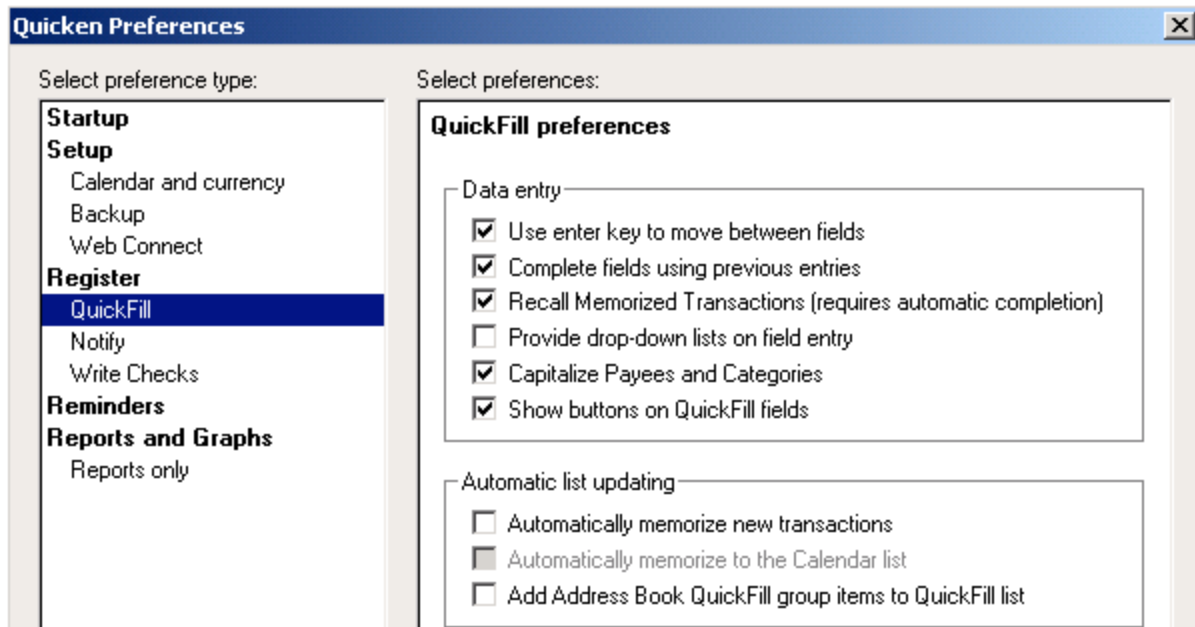 Quicken Preferences
Select preference type:
Startup
Setup
Calendar and currency
Backup
Web Connect
Register
QuickFill
Notify
Write Checks
Reminders
Reports and Graphs
Reports only
Select preferences:
QuickFill preferences
Data entry
Use enter key to move between fields
Complete fields using previous entries
Recall Memorized Transactions (requires automatic completion)
Provide drop-down lists on field entry
Capitalize Payees and Categories
Show buttons on QuickFill fields
Automatic list updating
Automatically memorize new transactions
Automatically memorize to the Calendar list
Add Address Book QuickFill group items to QuickFill list